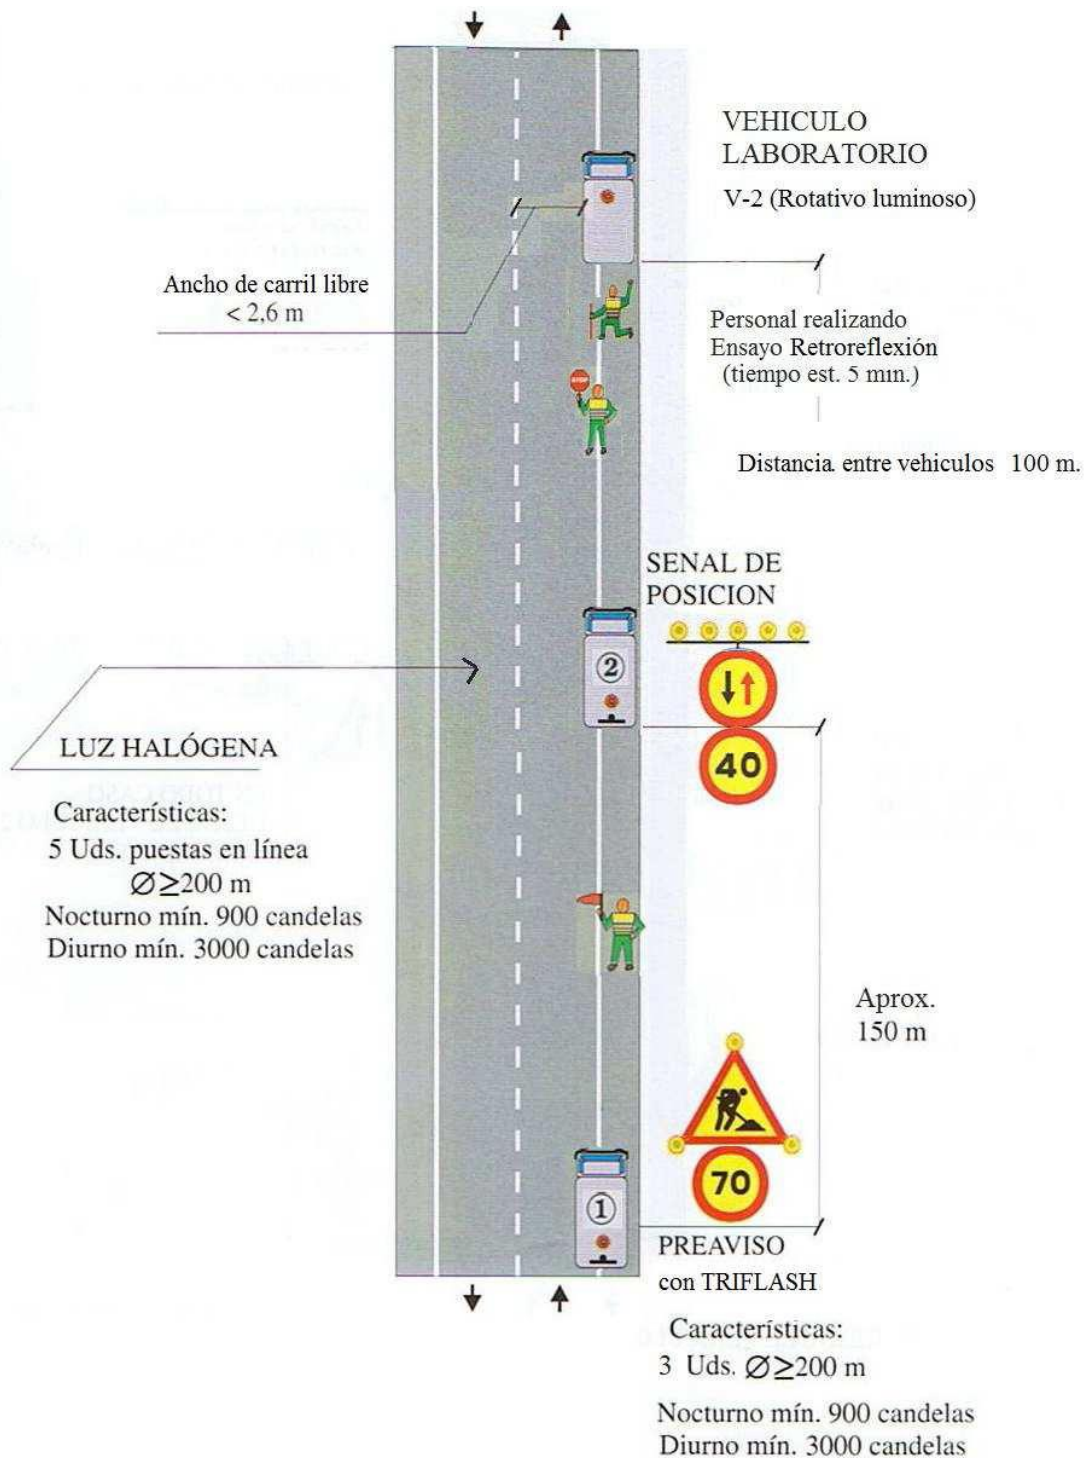 VEHICULO
LABORATORIO
V-2 (Rotativo luminoso)
Ancho de carril libre
< 2,6 m
Personal realizando
Ensayo Retroreflexión
(tiempo est. 5 min.)
STOP
Distancia entre vehiculos 100 m.
SENAL DE
POSICION
2
40
LUZ HALÓGENA
Características:
5 Uds. puestas en línea
Ø≥200 m
Nocturno mín. 900 candelas
Diurno mín. 3000 candelas
Aprox.
150 m
70
1
PREAVISO
con TRIFLASH
Características:
3 Uds. Ø≥200 m
Nocturno mín. 900 candelas
Diurno mín. 3000 candelas